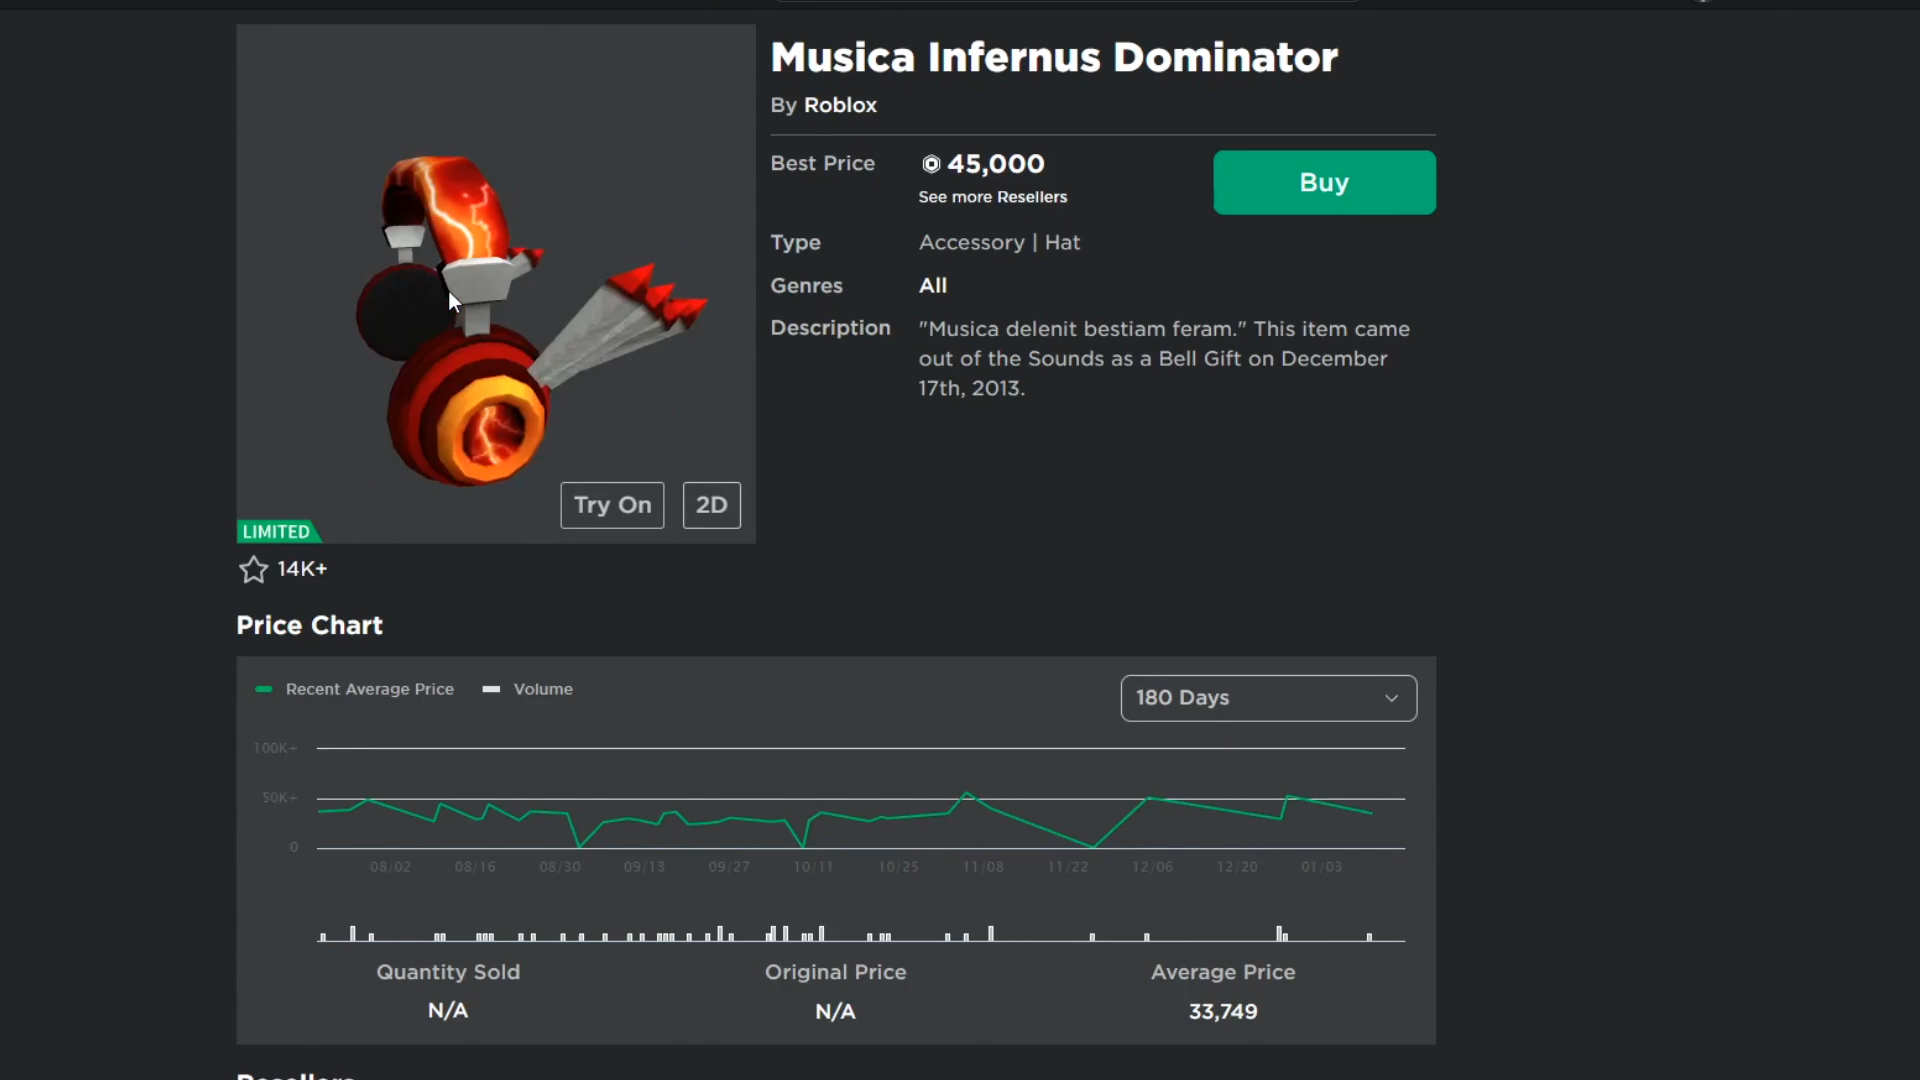 Musica Infernus Dominator
By Roblox
Best Price
45,000
Buy
See more Resellers
Type
Accessory | Hat
Genres
All
Description
"Musica delenit bestiam feram." This item came
out of the Sounds as a Bell Gift on December
17th, 2013.
Try On
2D
LIMITED
14K+
Price Chart
Recent Average Price
Volume
180 Days
100K+
50K+
0
08/02 08/16 08/30 09/13 09/27 10/11 10/25 11/08 11/22 12/06 12/20 01/03
Quantity Sold
N/A
Original Price
N/A
Average Price
33,749
Resellers